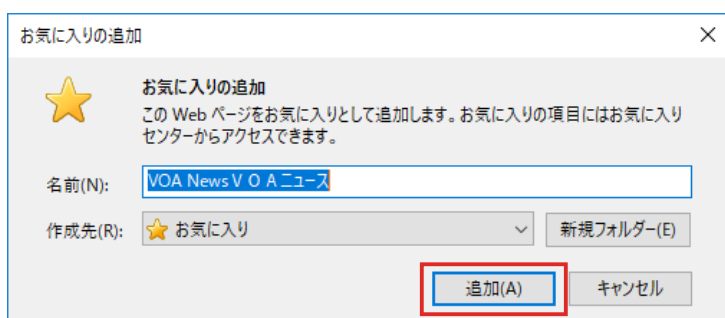 お気に入りの追加
お気に入りの追加
この Web ページをお気に入りとして追加します。お気に入りの項目にはお気に入り
センターからアクセスできます。
名前(N): VOA News V O A ニュース
作成先(R): お気に入り 新規フォルダー(E)
追加(A) キャンセル